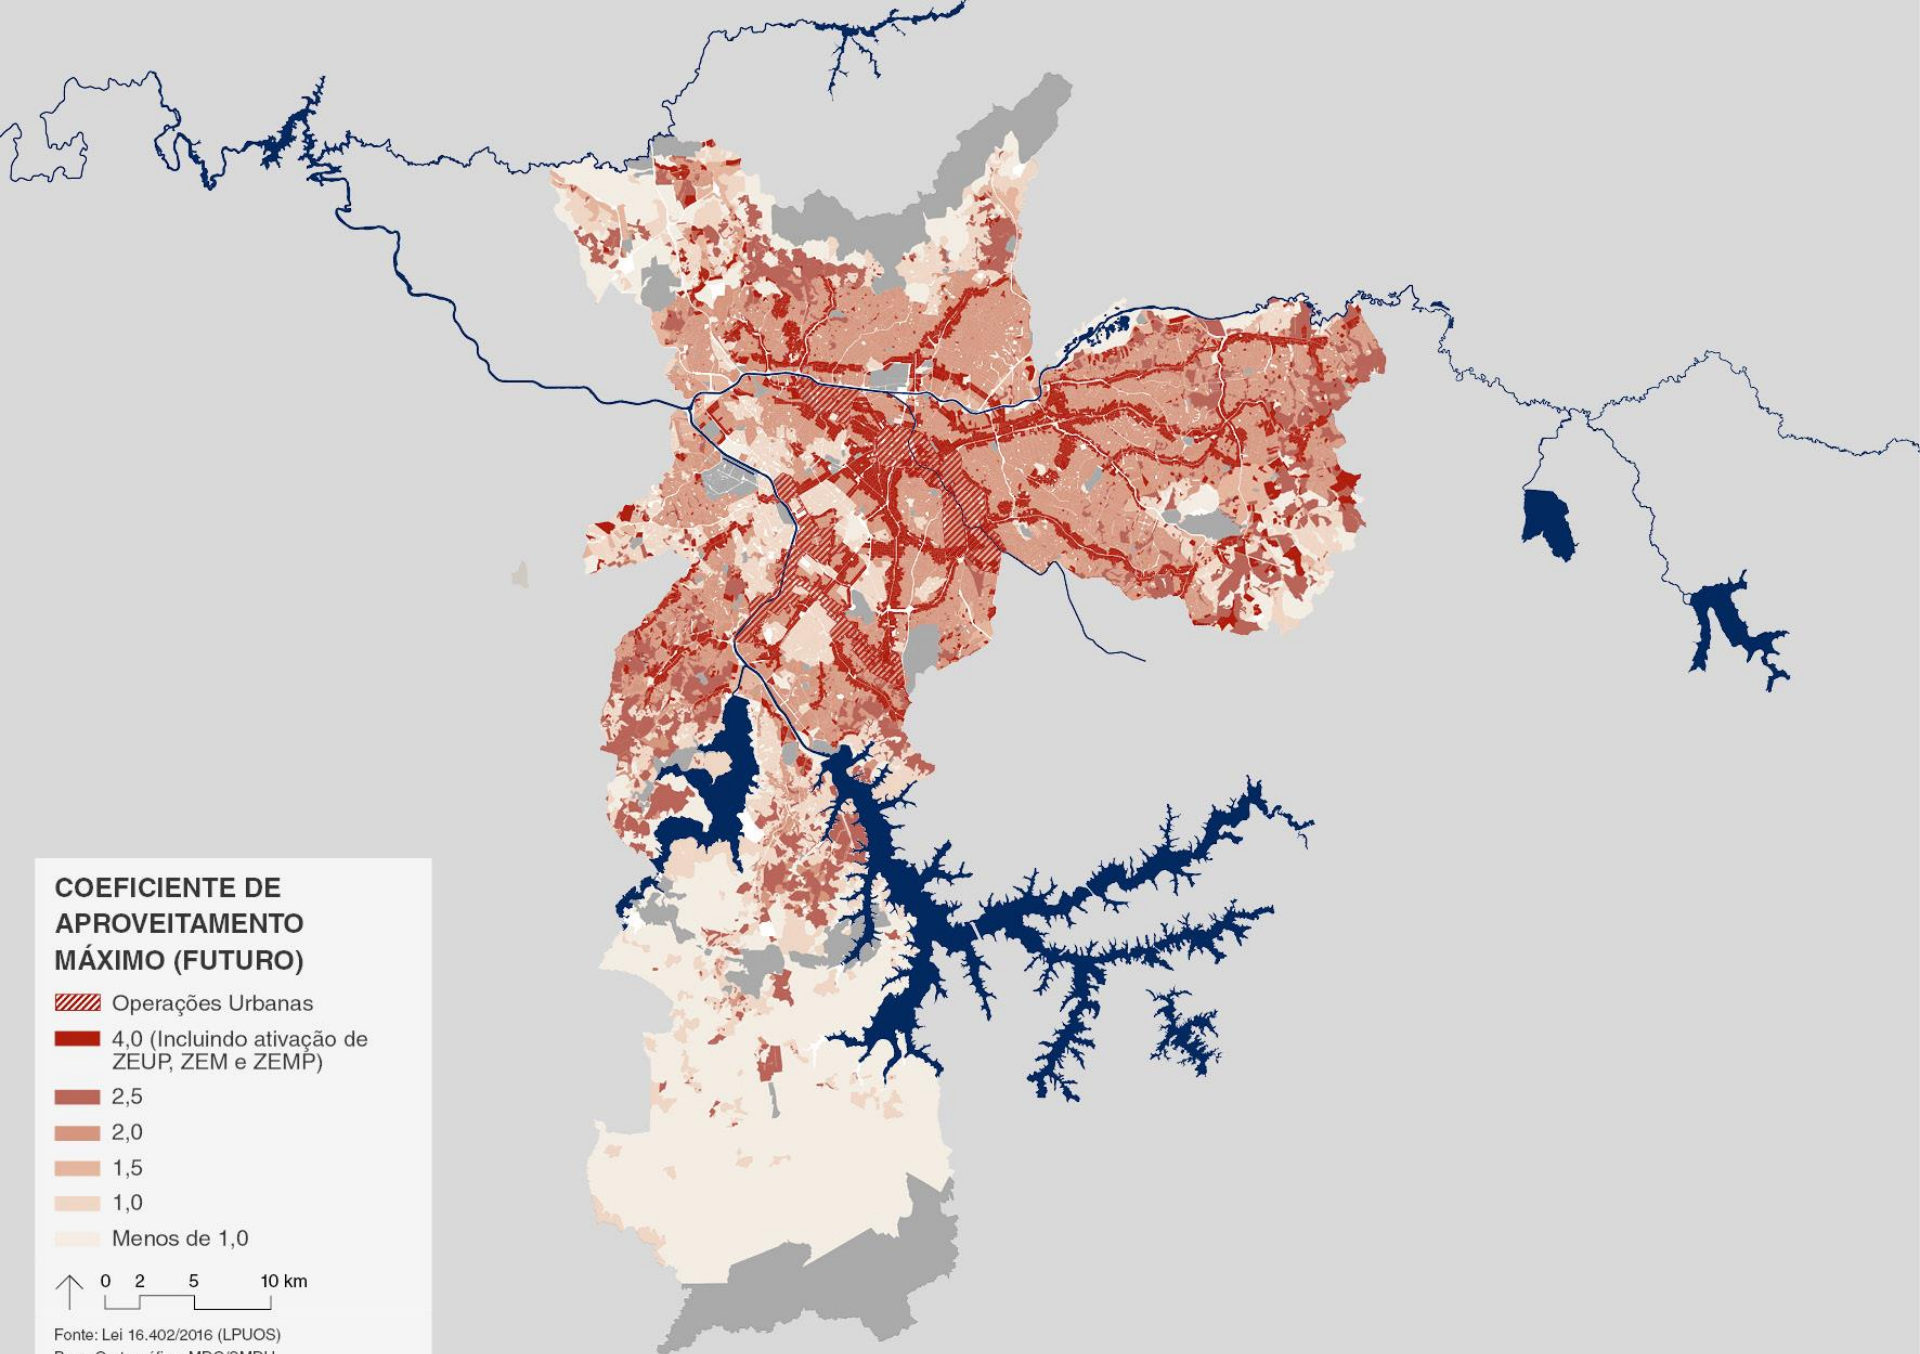 COEFICIENTE DE
APROVEITAMENTO
MÁXIMO (FUTURO)
Operações Urbanas
4,0 (Incluindo ativação de
ZEUP, ZEM e ZEMP)
2,5
2,0
1,5
1,0
Menos de 1,0
0 2 5 10 km
Fonte: Lei 16.402/2016 (LPUOS)